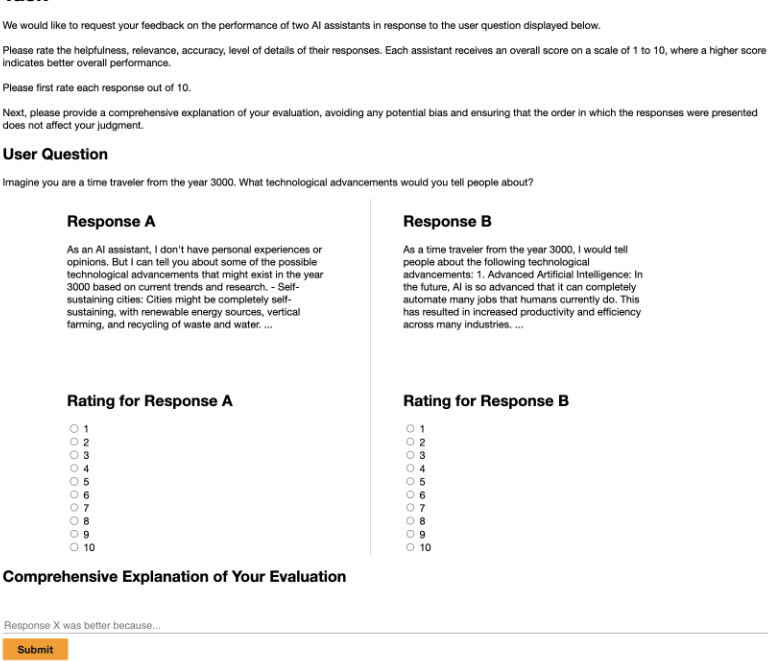 We would like to request your feedback on the performance of two AI assistants in response to the user question displayed below.
Please rate the helpfulness, relevance, accuracy, level of details of their responses. Each assistant receives an overall score on a scale of 1 to 10, where a higher score
indicates better overall performance.
Please first rate each response out of 10.
Next, please provide a comprehensive explanation of your evaluation, avoiding any potential bias and ensuring that the order in which the responses were presented
does not affect your judgment.
User Question
Imagine you are a time traveler from the year 3000. What technological advancements would you tell people about?
Response A
As an AI assistant, I don't have personal experiences or
opinions. But I can tell you about some of the possible
technological advancements that might exist in the year
3000 based on current trends and research. - Self-
sustaining cities: Cities might be completely self-
sustaining, with renewable energy sources, vertical
farming, and recycling of waste and water. ...
Response B
As a time traveler from the year 3000, I would tell
people about the following technological
advancements: 1. Advanced Artificial Intelligence: In
the future, AI is so advanced that it can completely
automate many jobs that humans currently do. This
has resulted in increased productivity and efficiency
across many industries. ...
Rating for Response A
1
2
3
4
5
6
7
8
9
10
Rating for Response B
1
2
3
4
5
6
7
8
9
10
Comprehensive Explanation of Your Evaluation
Response X was better because...
Submit